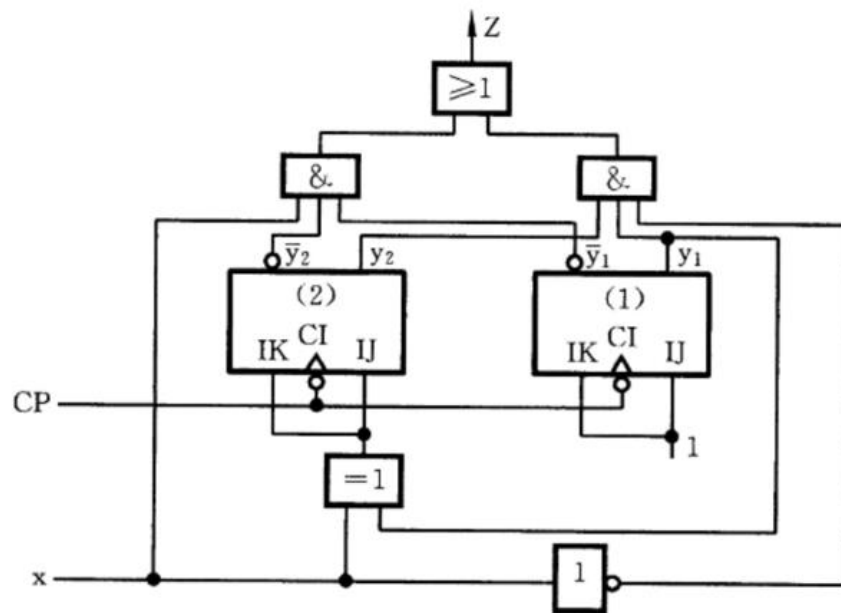 Z
≥1
& &
ȳ₂ y₂ ȳ₁ y₁
(2) (1)
IK CI IJ IK CI IJ
CP
1
=1
x 1